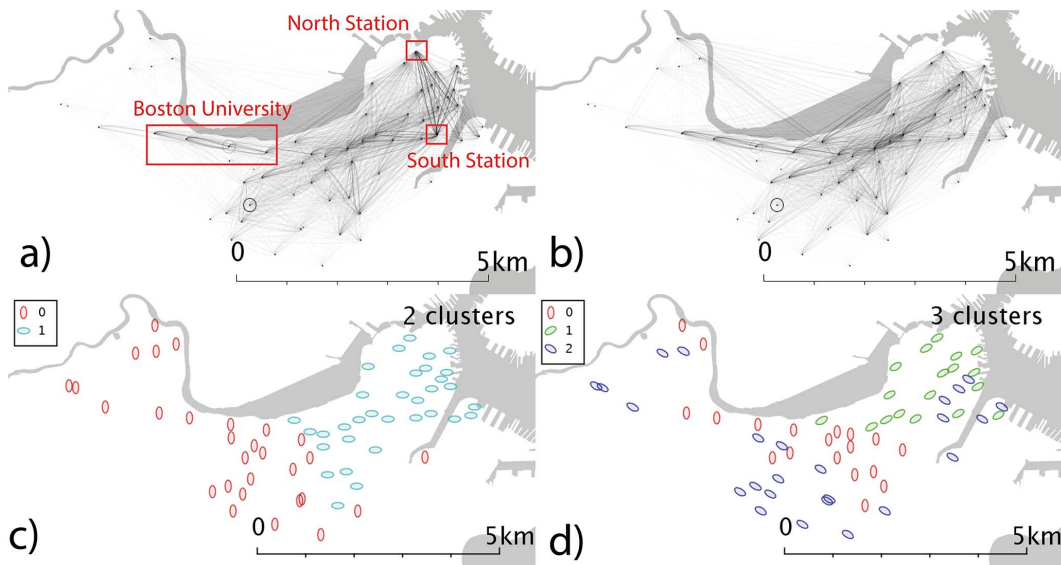 North Station
Boston University
South Station
a)
0
5km
b)
0
5km
0
1
2 clusters
c)
0
5km
0
1
2
3 clusters
d)
0
5km